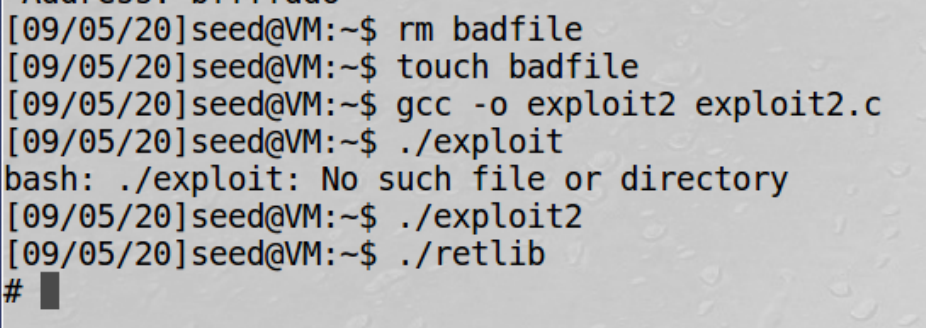 [09/05/20]seed@VM:~$ rm badfile
[09/05/20]seed@VM:~$ touch badfile
[09/05/20]seed@VM:~$ gcc -o exploit2 exploit2.c
[09/05/20]seed@VM:~$ ./exploit
bash: ./exploit: No such file or directory
[09/05/20]seed@VM:~$ ./exploit2
[09/05/20]seed@VM:~$ ./retlib
#